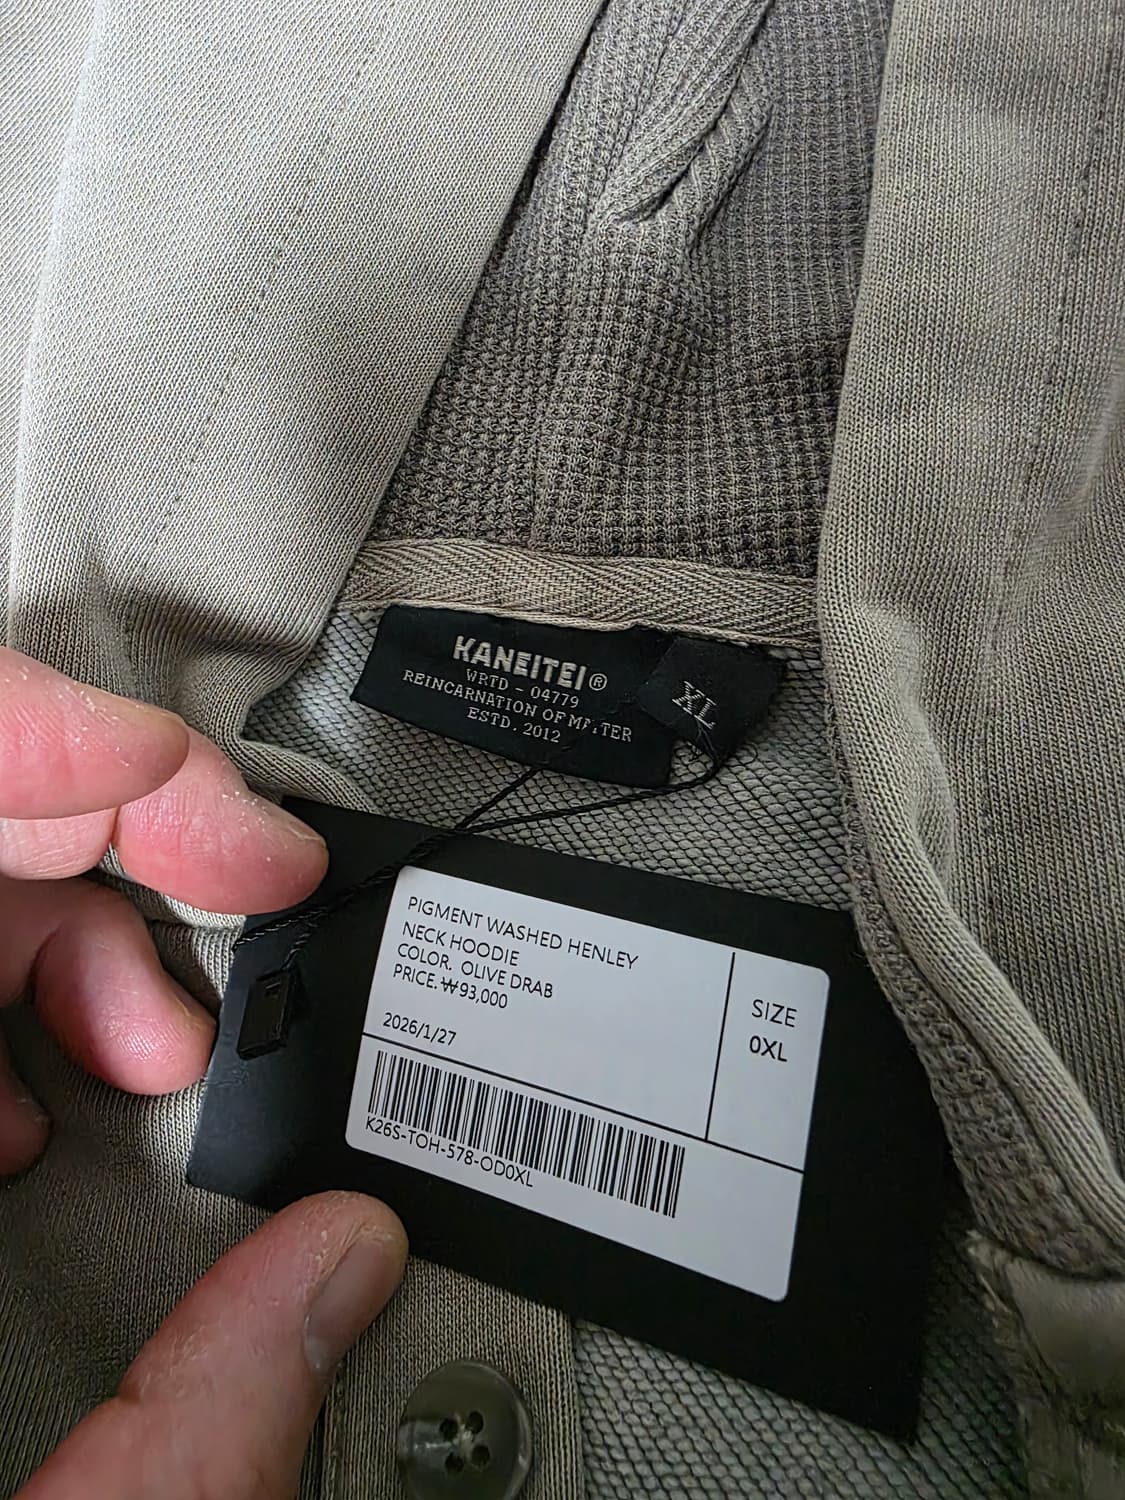 KANEITEI®
WRTD - 04779
REINCARNATION OF MATTER
ESTD. 2012
XL
PIGMENT WASHED HENLEY
NECK HOODIE
COLOR. OLIVE DRAB
PRICE. ₩93,000
2026/1/27
SIZE
0XL
K26S-TOH-578-OD0XL